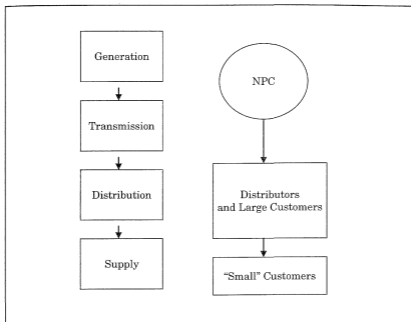 Generation
NPC
Transmission
Distribution
Distributors
and Large Customers
Supply
"Small" Customers